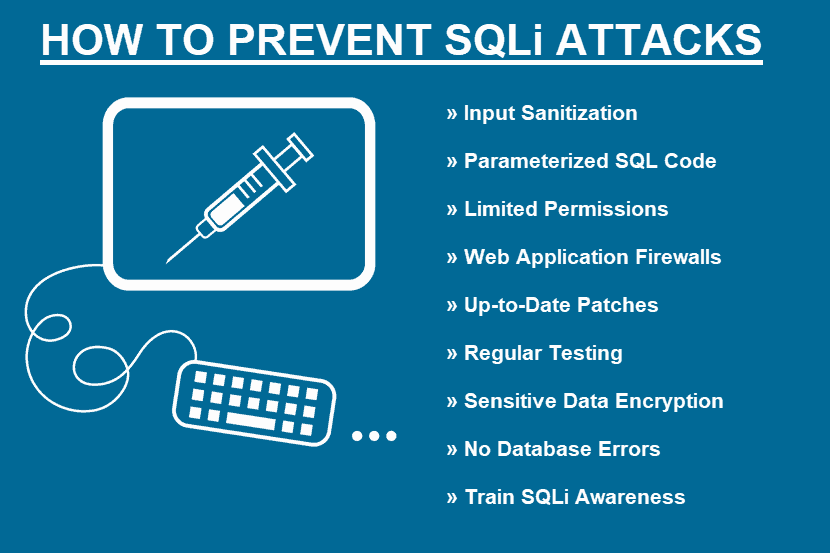 HOW TO PREVENT SQLi ATTACKS
» Input Sanitization
» Parameterized SQL Code
» Limited Permissions
» Web Application Firewalls
» Up-to-Date Patches
» Regular Testing
» Sensitive Data Encryption
» No Database Errors
» Train SQLi Awareness